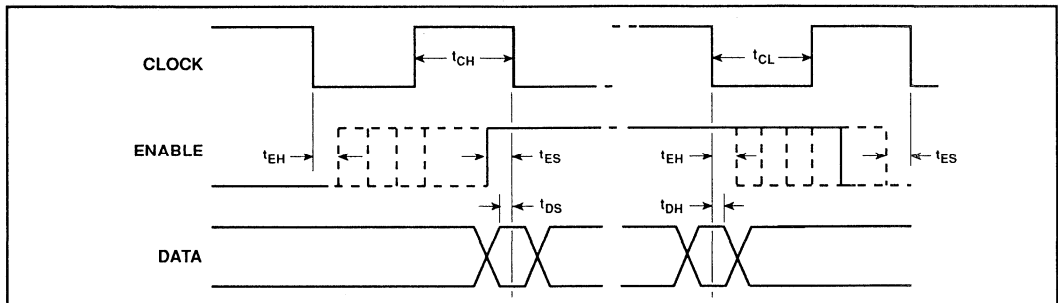 CLOCK
tCH
tCL
ENABLE
tEH
tES
tEH
tES
tDS
tDH
DATA